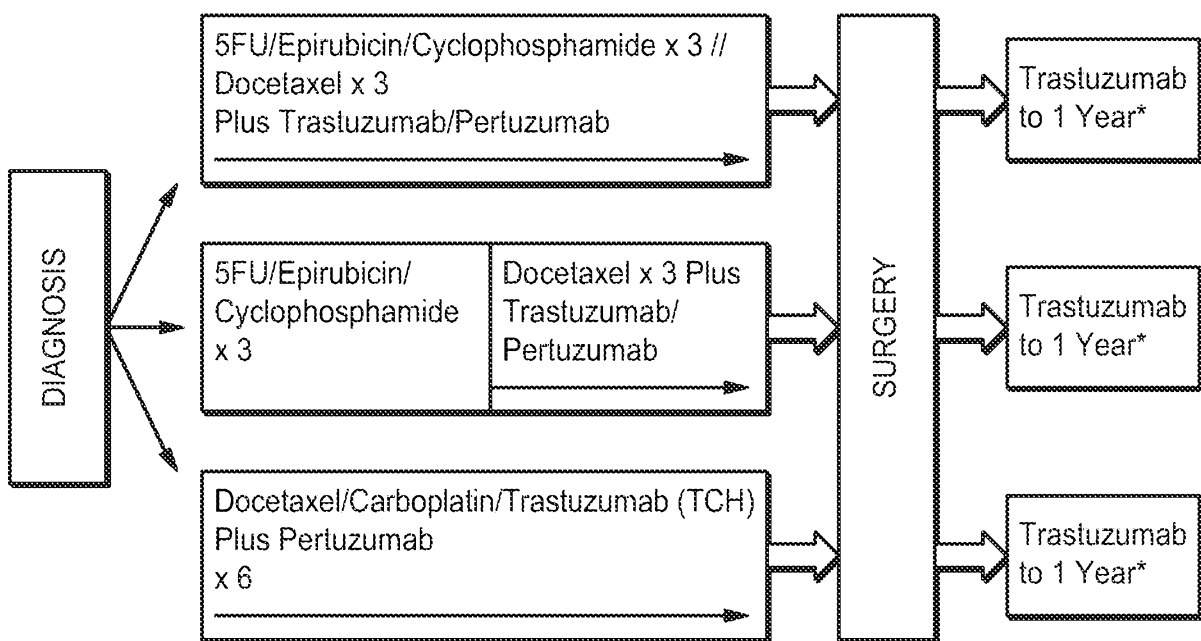 DIAGNOSIS
5FU/Epirubicin/Cyclophosphamide x 3 //
Docetaxel x 3
Plus Trastuzumab/Pertuzumab
5FU/Epirubicin/
Cyclophosphamide
x 3
Docetaxel x 3 Plus
Trastuzumab/
Pertuzumab
Docetaxel/Carboplatin/Trastuzumab (TCH)
Plus Pertuzumab
x 6
SURGERY
Trastuzumab
to 1 Year*
Trastuzumab
to 1 Year*
Trastuzumab
to 1 Year*